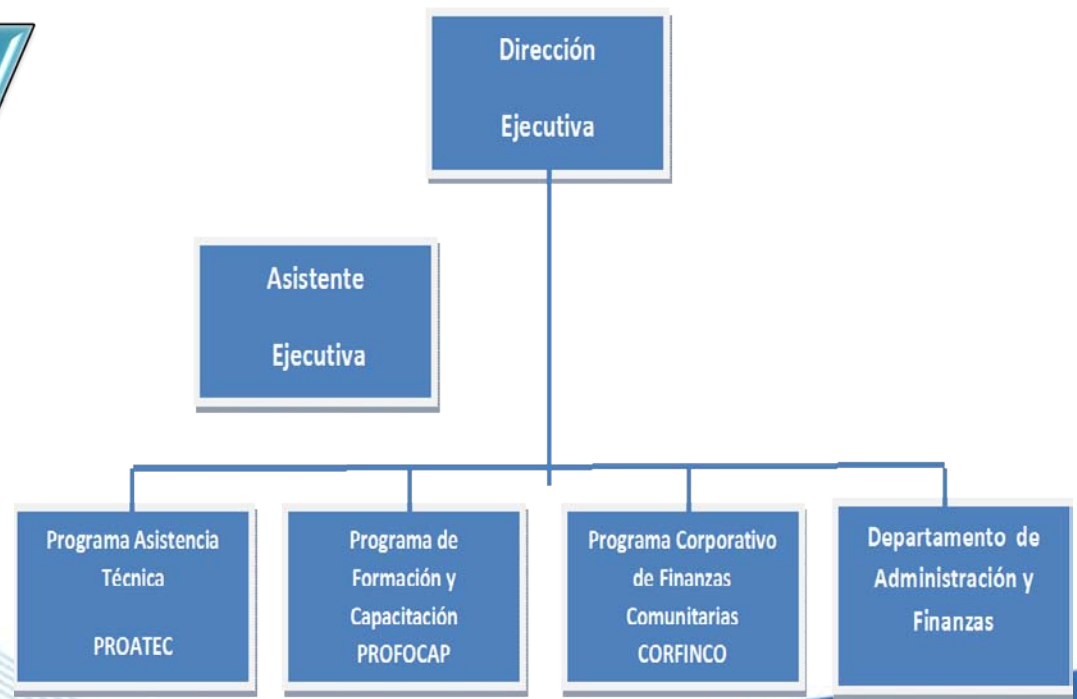 Dirección
Ejecutiva
Asistente
Ejecutiva
Programa Asistencia
Técnica
PROATEC
Programa de
Formación y
Capacitación
PROFOCAP
Programa Corporativo
de Finanzas
Comunitarias
CORFINCO
Departamento de
Administración y
Finanzas